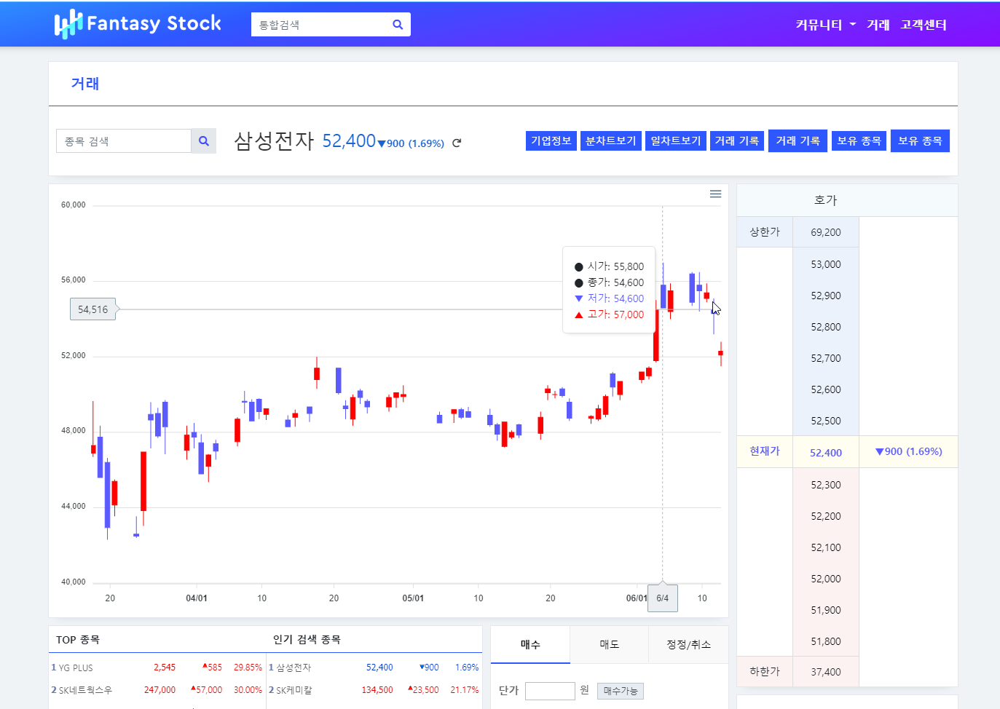 Fantasy Stock 통합검색 커뮤니티 거래 고객센터
거래
종목 검색 삼성전자 52,400▼900 (1.69%) 기업정보 분차트보기 일차트보기 거래 기록 거래 기록 보유 종목 보유 종목
60,000
56,000
52,000
48,000
44,000
40,000
54,516
● 시가: 55,800
● 종가: 54,600
▼ 저가: 54,600
▲ 고가: 57,000
20 04/01 10 20 05/01 10 20 06/01 6/4 10
호가
상한가 69,200
53,000
52,900
52,800
52,700
52,600
52,500
현재가 52,400 ▼900 (1.69%)
52,300
52,200
52,100
52,000
51,900
51,800
하한가 37,400
TOP 종목
1 YG PLUS 2,545 ▲585 29.85%
2 SK네트웍스우 247,000 ▲57,000 30.00%
인기 검색 종목
1 삼성전자 52,400 ▼900 1.69%
2 SK케미칼 134,500 ▲23,500 21.17%
매수 매도 정정/취소
단가 원 매수가능